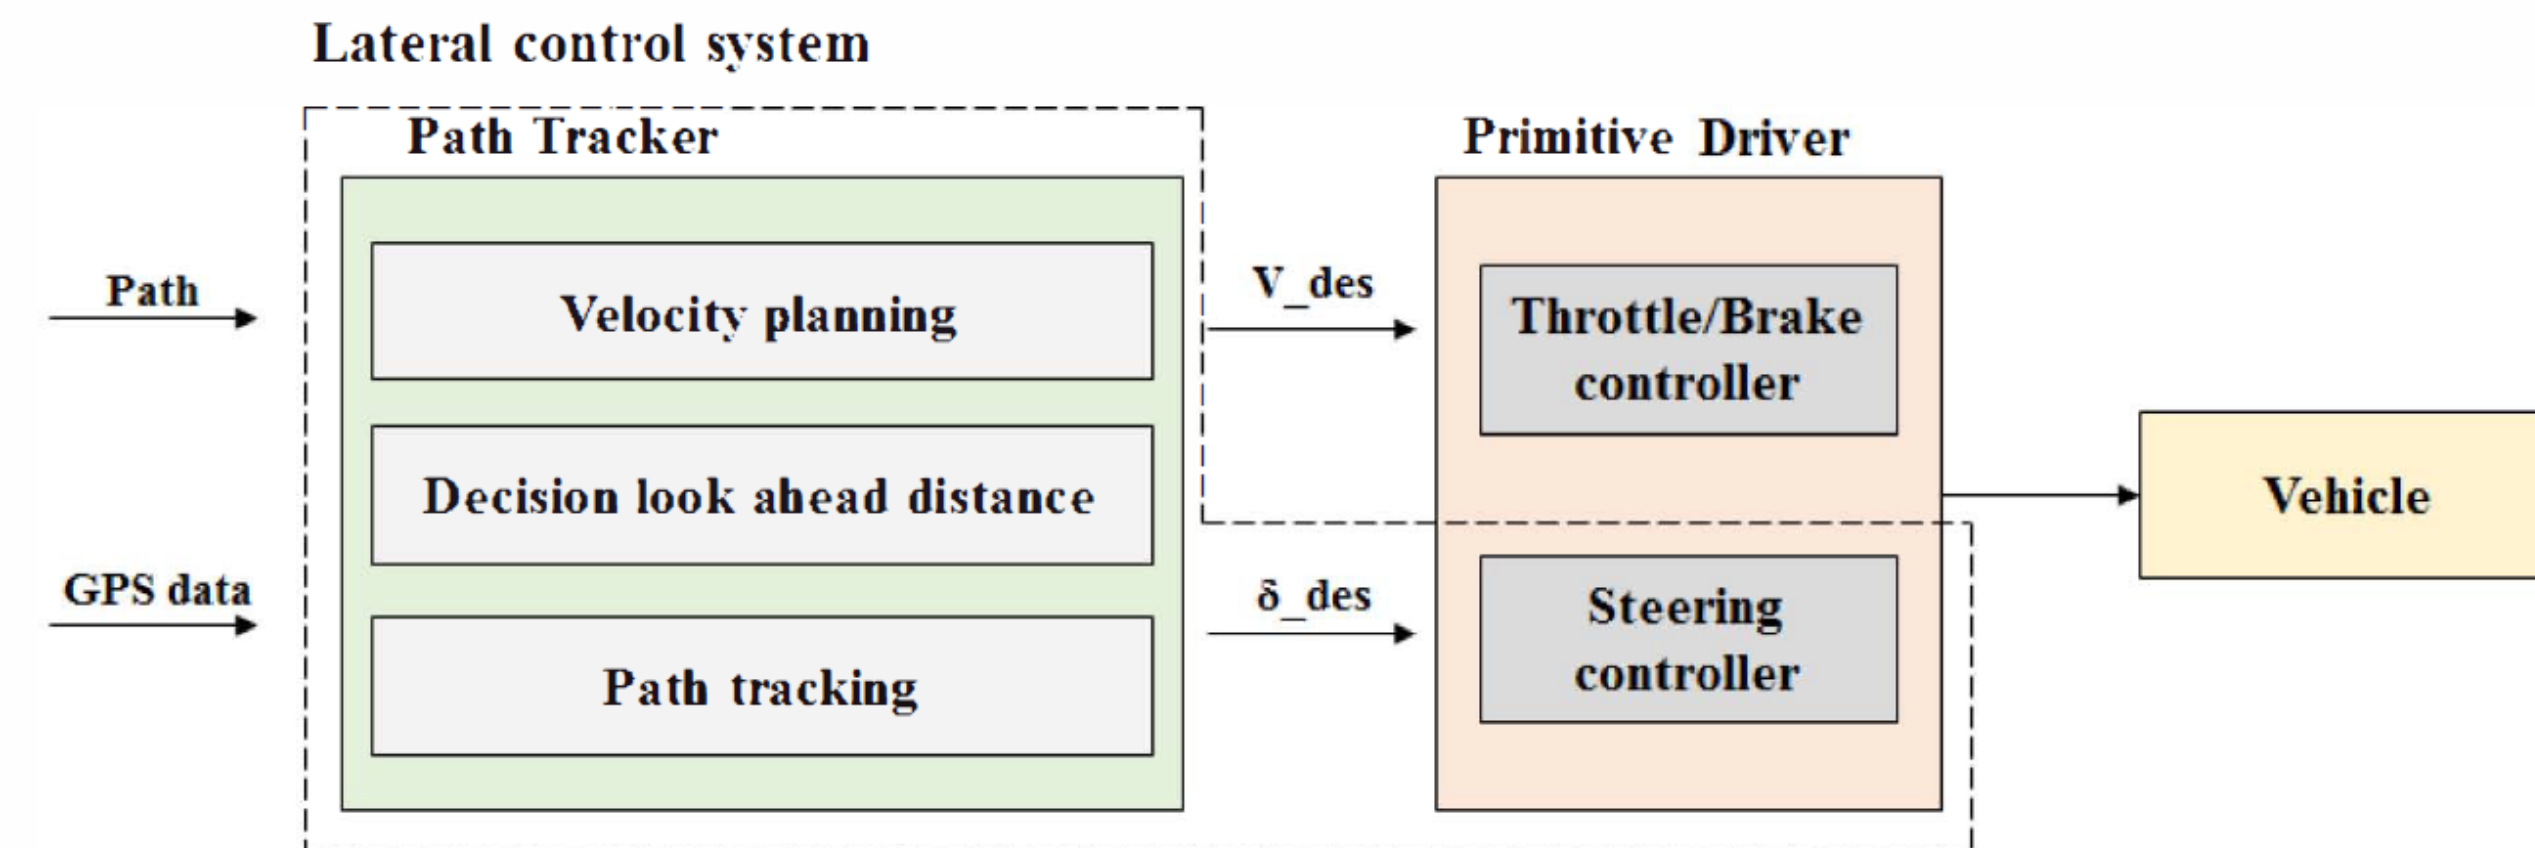 Lateral control system
Path Tracker
Primitive Driver
Path
Velocity planning
V_des
Throttle/Brake
controller
Decision look ahead distance
Vehicle
GPS data
δ_des
Steering
controller
Path tracking